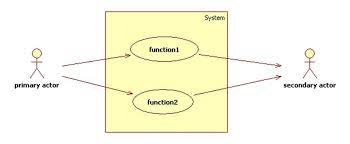 System
function1
primary actor
secondary actor
function2